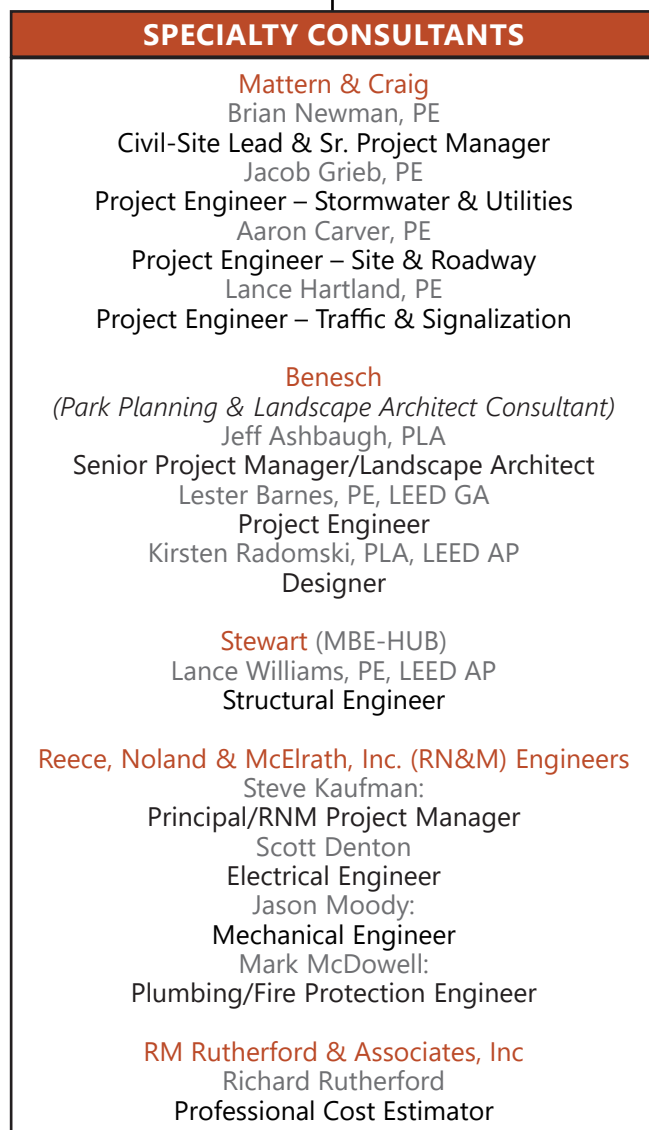 SPECIALTY CONSULTANTS
Mattern & Craig
Brian Newman, PE
Civil-Site Lead & Sr. Project Manager
Jacob Grieb, PE
Project Engineer – Stormwater & Utilities
Aaron Carver, PE
Project Engineer – Site & Roadway
Lance Hartland, PE
Project Engineer – Traffic & Signalization
Benesch
(Park Planning & Landscape Architect Consultant)
Jeff Ashbaugh, PLA
Senior Project Manager/Landscape Architect
Lester Barnes, PE, LEED GA
Project Engineer
Kirsten Radomski, PLA, LEED AP
Designer
Stewart (MBE-HUB)
Lance Williams, PE, LEED AP
Structural Engineer
Reece, Noland & McElrath, Inc. (RN&M) Engineers
Steve Kaufman:
Principal/RNM Project Manager
Scott Denton
Electrical Engineer
Jason Moody:
Mechanical Engineer
Mark McDowell:
Plumbing/Fire Protection Engineer
RM Rutherford & Associates, Inc
Richard Rutherford
Professional Cost Estimator